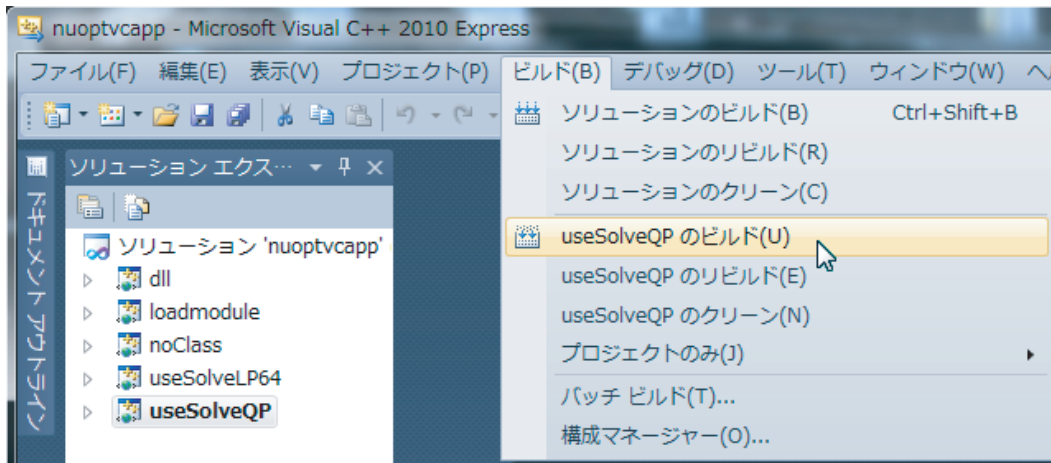 nuoptvcapp - Microsoft Visual C++ 2010 Express
ファイル(F) 編集(E) 表示(V) プロジェクト(P) ビルド(B) デバッグ(D) ツール(T) ウィンドウ(W)
ソリューション エクス…
ドキュメント アウトライン
ソリューション 'nuoptvcapp'
dll
loadmodule
noClass
useSolveLP64
useSolveQP
ソリューションのビルド(B) Ctrl+Shift+B
ソリューションのリビルド(R)
ソリューションのクリーン(C)
useSolveQP のビルド(U)
useSolveQP のリビルド(E)
useSolveQP のクリーン(N)
プロジェクトのみ(J)
バッチ ビルド(T)...
構成マネージャー(O)...